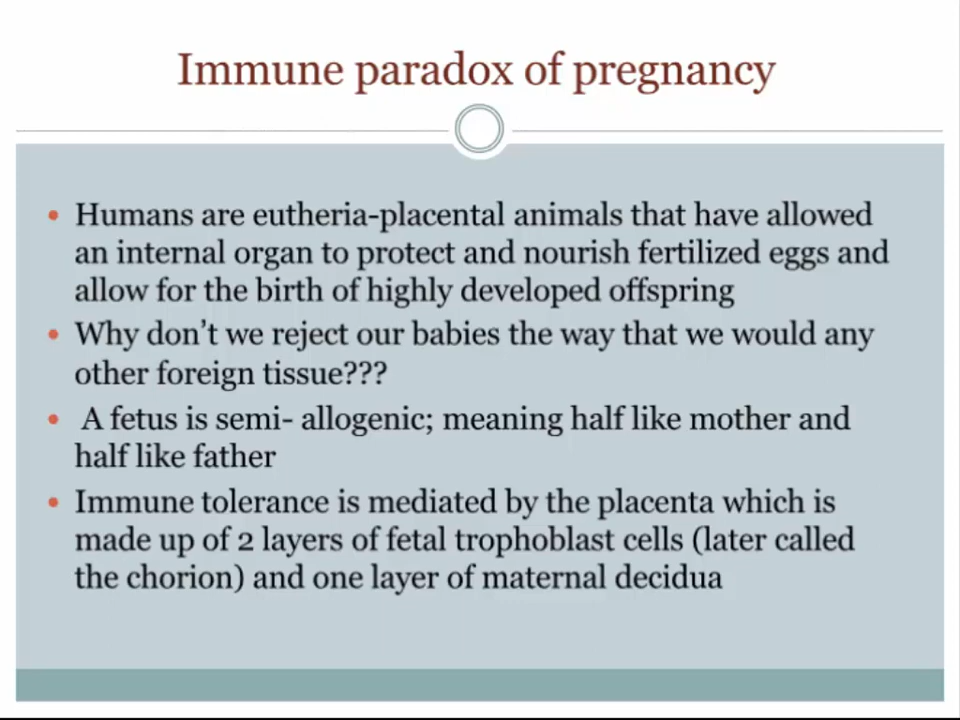 Immune paradox of pregnancy
• Humans are eutheria-placental animals that have allowed
an internal organ to protect and nourish fertilized eggs and
allow for the birth of highly developed offspring
• Why don't we reject our babies the way that we would any
other foreign tissue???
• A fetus is semi- allogenic; meaning half like mother and
half like father
• Immune tolerance is mediated by the placenta which is
made up of 2 layers of fetal trophoblast cells (later called
the chorion) and one layer of maternal decidua